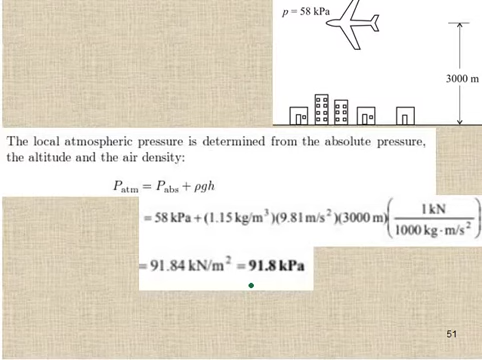 p = 58 kPa
3000 m
The local atmospheric pressure is determined from the absolute pressure,
the altitude and the air density:
P_atm = P_abs + ρgh
= 58 kPa + (1.15 kg/m³)(9.81 m/s²)(3000 m)(1 kN / 1000 kg · m/s²)
= 91.84 kN/m² = 91.8 kPa
51